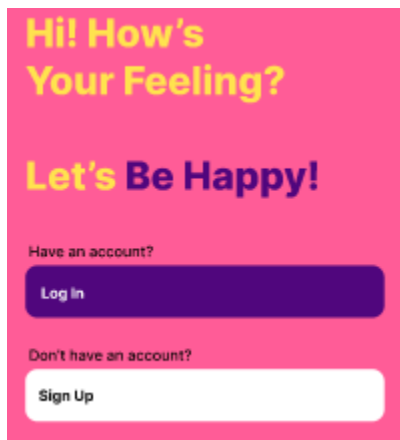 Hi! How's
Your Feeling?
Let's Be Happy!
Have an account?
Log In
Don't have an account?
Sign Up